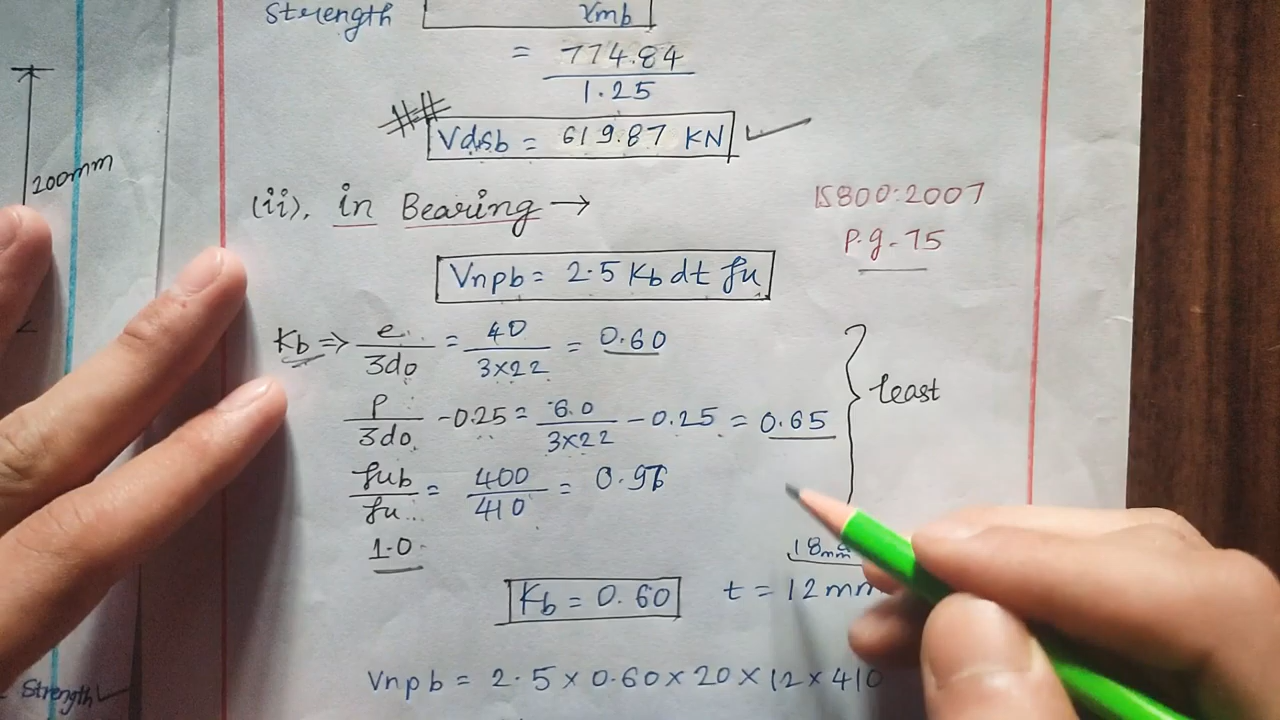 Strength γmb
= 774.84
1.25
200mm
## Vdsb = 619.87 KN ✓
(ii). in Bearing →
IS800:2007
P.g-75
Vnpb = 2.5 Kb dt fu
Kb ⇒ e/3do = 40/3×22 = 0.60
P/3do - 0.25 = 60/3×22 - 0.25 = 0.65
least
fub/fu = 400/410 = 0.97
1.0
18mm
Kb = 0.60 t = 12mm
Vnpb = 2.5 × 0.60 × 20 × 12 × 410
Strength